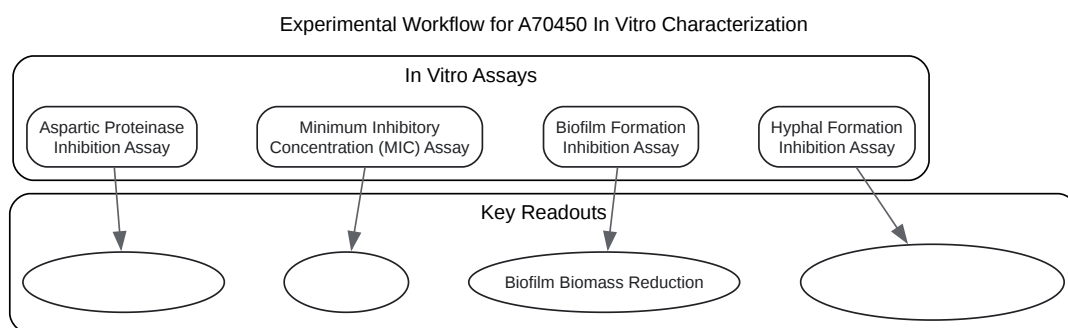 Experimental Workflow for A70450 In Vitro Characterization
In Vitro Assays
Aspartic Proteinase
Inhibition Assay
Minimum Inhibitory
Concentration (MIC) Assay
Biofilm Formation
Inhibition Assay
Hyphal Formation
Inhibition Assay
Key Readouts
Biofilm Biomass Reduction